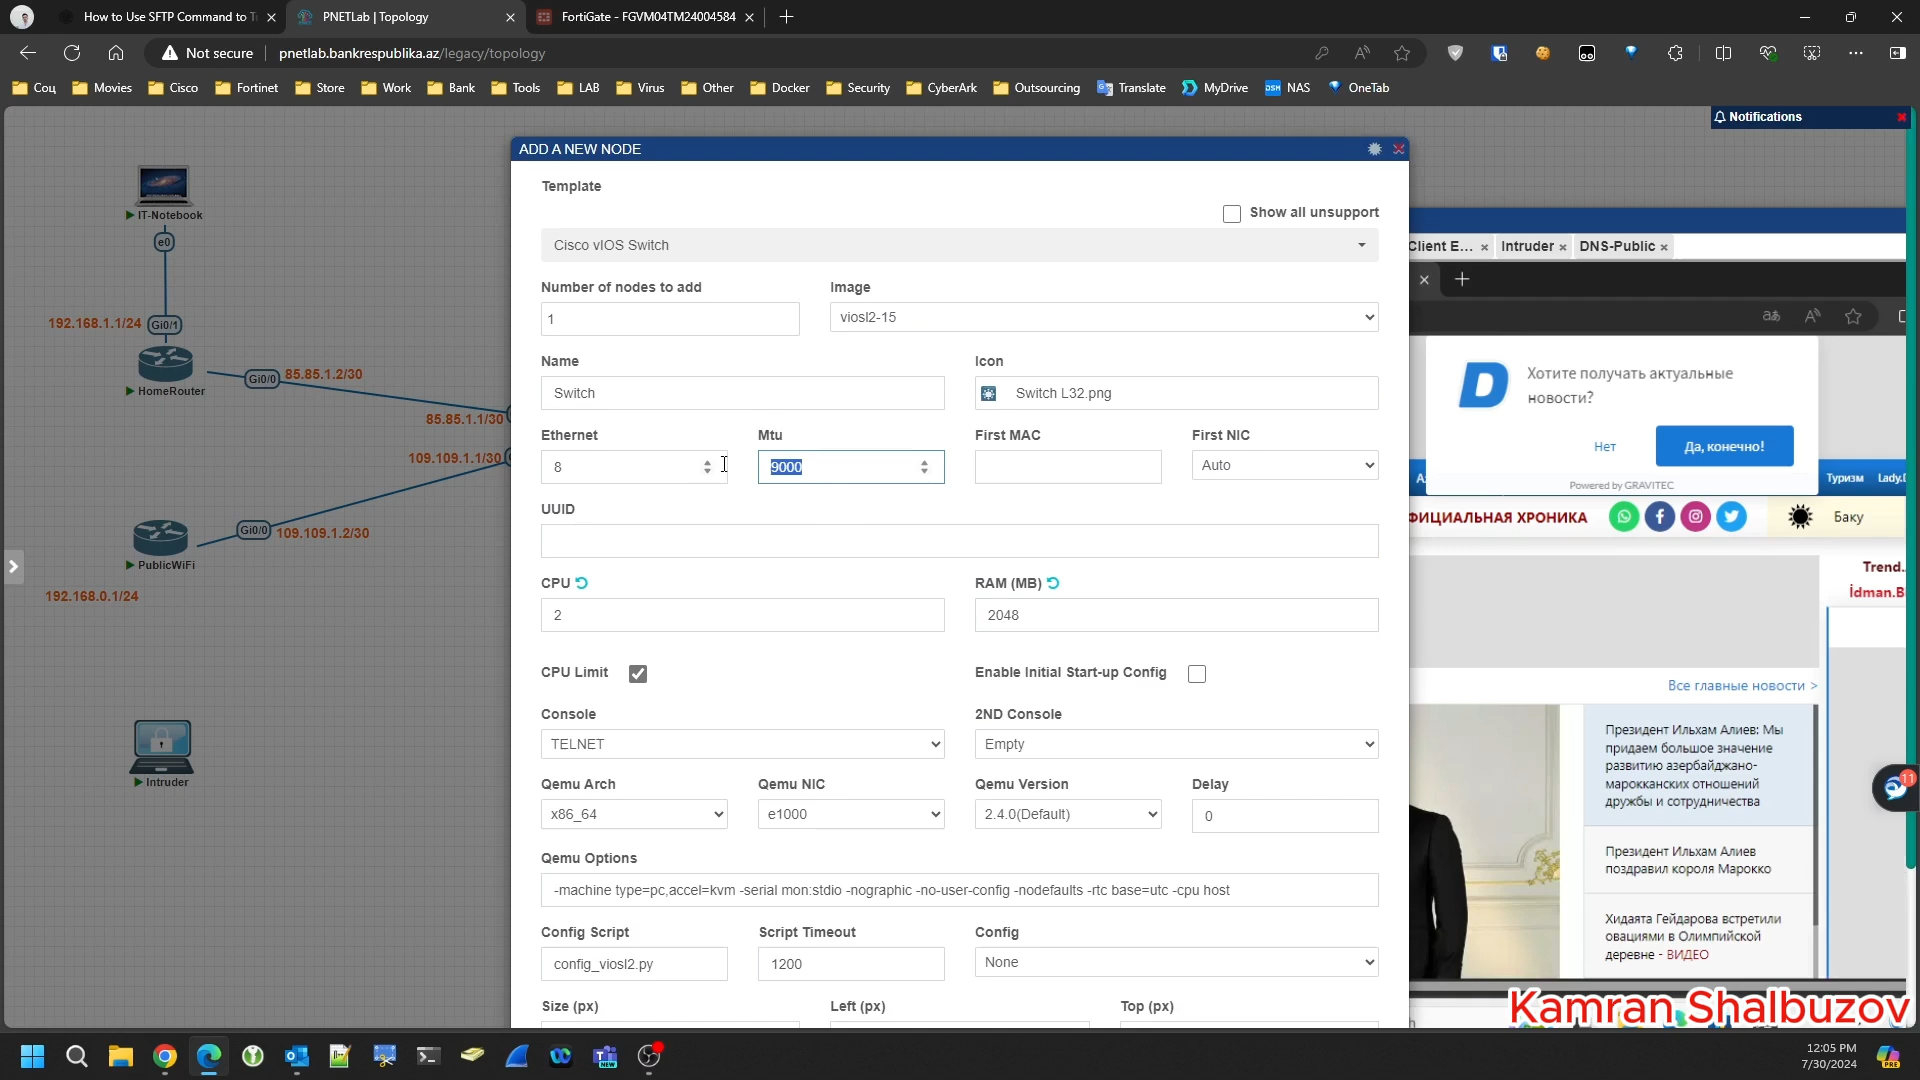 How to Use SFTP Command to T
PNETLab | Topology
FortiGate - FGVM04TM24004584
Not secure
pnetlab.bankrespublika.az/legacy/topology
Соц
Movies
Cisco
Fortinet
Store
Work
Bank
Tools
LAB
Virus
Other
Docker
Security
CyberArk
Outsourcing
Translate
MyDrive
DSM NAS
OneTab
Notifications
IT-Notebook
e0
192.168.1.1/24 Gi0/1
HomeRouter
Gi0/0 85.85.1.2/30
85.85.1.1/30
109.109.1.1/30
Gi0/0 109.109.1.2/30
PublicWiFi
192.168.0.1/24
Intruder
ADD A NEW NODE
Template
Show all unsupport
Cisco vIOS Switch
Number of nodes to add
Image
1
viosl2-15
Name
Icon
Switch
Switch L32.png
Ethernet
Mtu
First MAC
First NIC
8
9000
Auto
UUID
CPU
RAM (MB)
2
2048
CPU Limit
Enable Initial Start-up Config
Console
2ND Console
TELNET
Empty
Qemu Arch
Qemu NIC
Qemu Version
Delay
x86_64
e1000
2.4.0(Default)
0
Qemu Options
-machine type=pc,accel=kvm -serial mon:stdio -nographic -no-user-config -nodefaults -rtc base=utc -cpu host
Config Script
Script Timeout
Config
config_viosl2.py
1200
None
Size (px)
Left (px)
Top (px)
Client E...
Intruder
DNS-Public
D
Хотите получать актуальные
новости?
Нет
Да, конечно!
Powered by GRAVITEC
Туризм
Lady.
ФИЦИАЛЬНАЯ ХРОНИКА
Баку
Trend.
İdman.B
Все главные новости >
Президент Ильхам Алиев: Мы
придаем большое значение
развитию азербайджано-
марокканских отношений
дружбы и сотрудничества
Президент Ильхам Алиев
поздравил короля Марокко
Хидаята Гейдарова встретили
овациями в Олимпийской
деревне - ВИДЕО
11
Kamran Shalbuzov
NEW
12:05 PM
7/30/2024
PRE